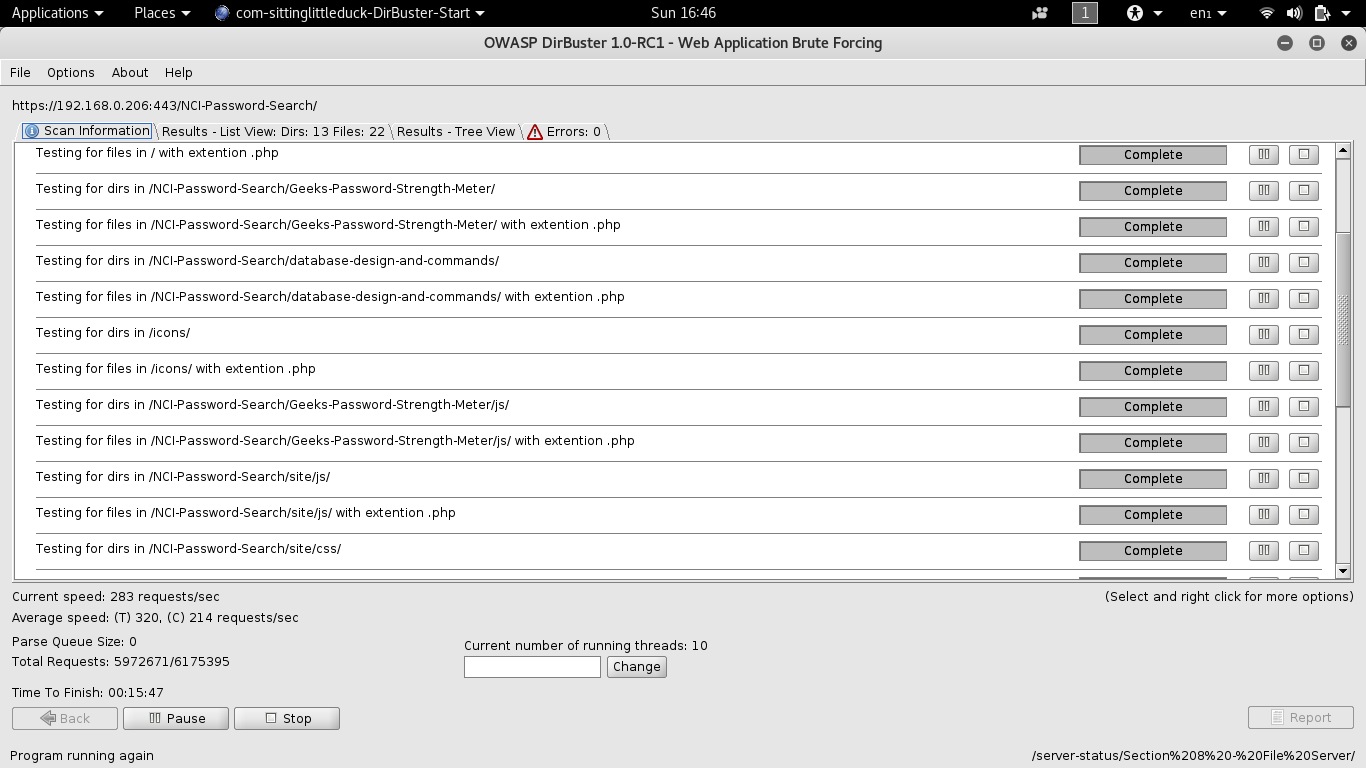 Applications Places com-sittinglittleduck-DirBuster-Start Sun 16:46 1 en₁
OWASP DirBuster 1.0-RC1 - Web Application Brute Forcing
File Options About Help
https://192.168.0.206:443/NCI-Password-Search/
Scan Information Results - List View: Dirs: 13 Files: 22 Results - Tree View Errors: 0
Testing for files in / with extention .php Complete
Testing for dirs in /NCI-Password-Search/Geeks-Password-Strength-Meter/ Complete
Testing for files in /NCI-Password-Search/Geeks-Password-Strength-Meter/ with extention .php Complete
Testing for dirs in /NCI-Password-Search/database-design-and-commands/ Complete
Testing for files in /NCI-Password-Search/database-design-and-commands/ with extention .php Complete
Testing for dirs in /icons/ Complete
Testing for files in /icons/ with extention .php Complete
Testing for dirs in /NCI-Password-Search/Geeks-Password-Strength-Meter/js/ Complete
Testing for files in /NCI-Password-Search/Geeks-Password-Strength-Meter/js/ with extention .php Complete
Testing for dirs in /NCI-Password-Search/site/js/ Complete
Testing for files in /NCI-Password-Search/site/js/ with extention .php Complete
Testing for dirs in /NCI-Password-Search/site/css/ Complete
Current speed: 283 requests/sec (Select and right click for more options)
Average speed: (T) 320, (C) 214 requests/sec
Parse Queue Size: 0
Current number of running threads: 10
Total Requests: 5972671/6175395
Change
Time To Finish: 00:15:47
Back Pause Stop Report
Program running again /server-status/Section%208%20-%20File%20Server/